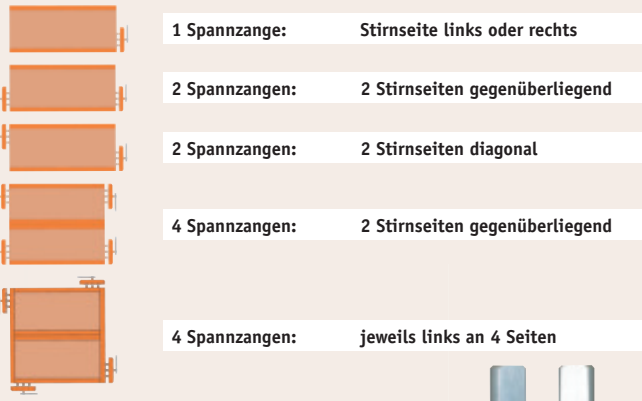 1 Spannzange: Stirnseite links oder rechts
2 Spannzangen: 2 Stirnseiten gegenüberliegend
2 Spannzangen: 2 Stirnseiten diagonal
4 Spannzangen: 2 Stirnseiten gegenüberliegend
4 Spannzangen: jeweils links an 4 Seiten